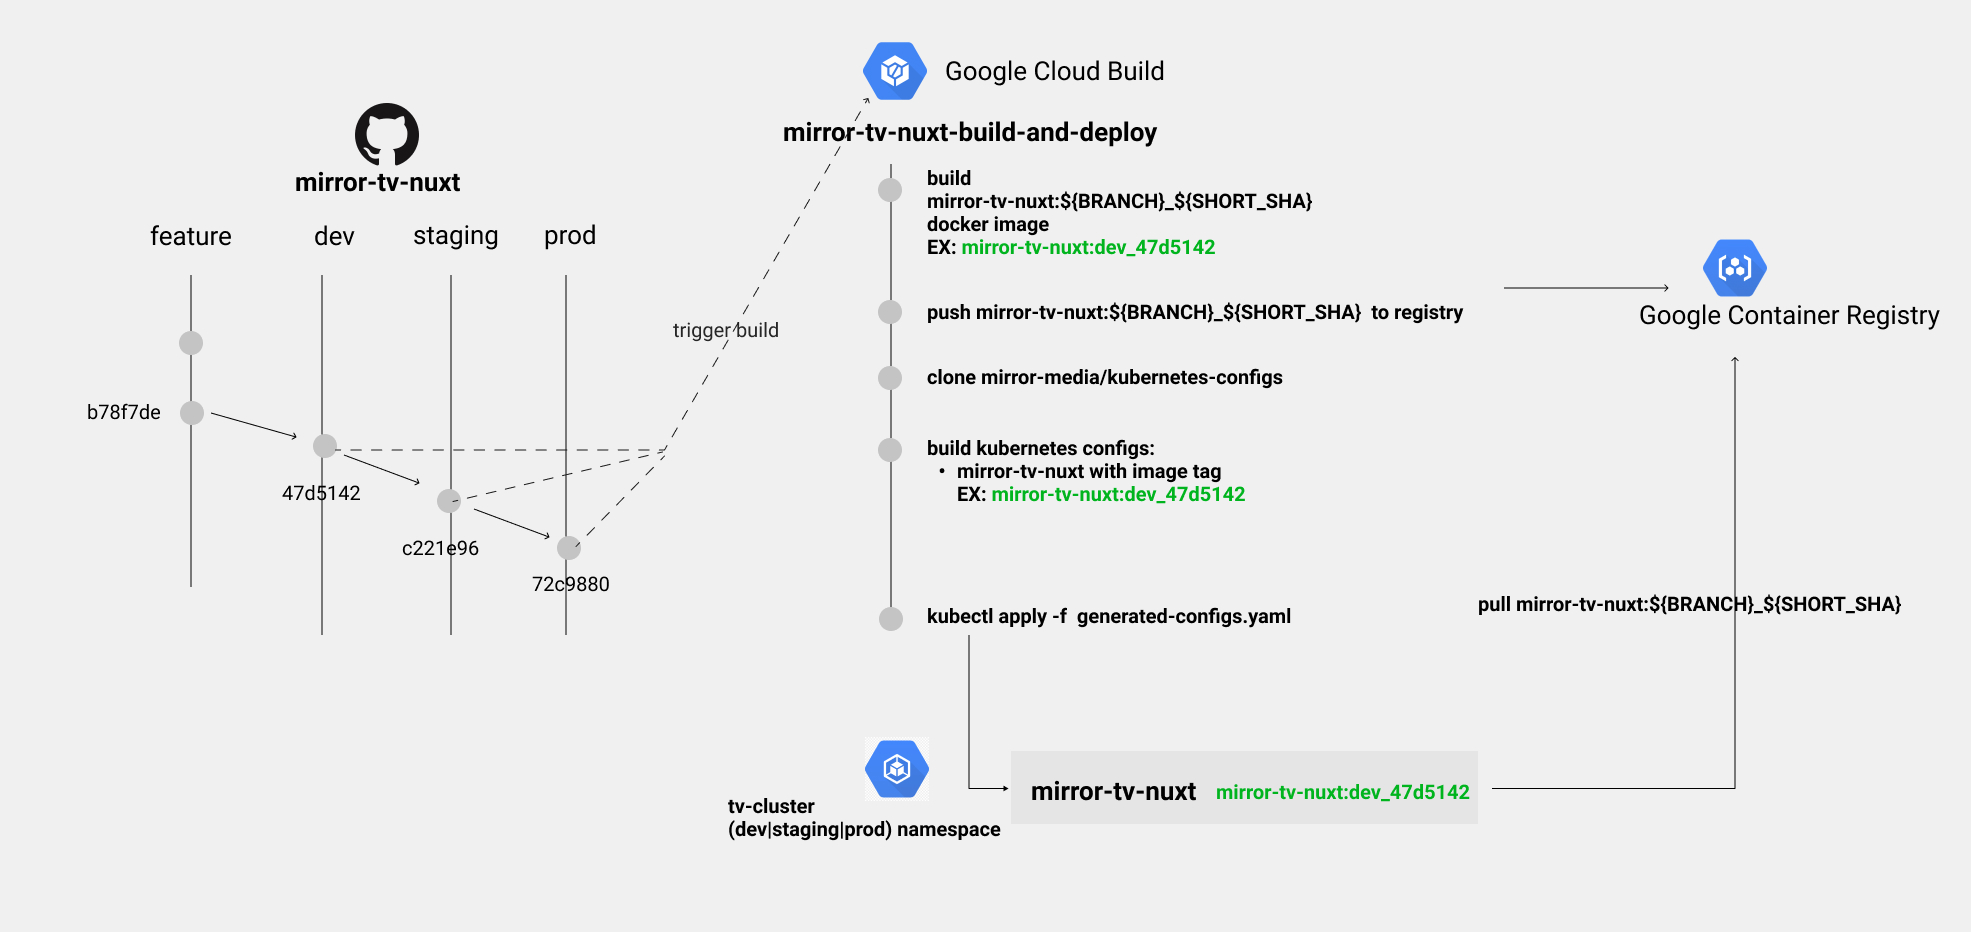 mirror-tv-nuxt
feature
dev
staging
prod
b78f7de
47d5142
c221e96
72c9880
trigger build
Google Cloud Build
mirror-tv-nuxt-build-and-deploy
build
mirror-tv-nuxt:${BRANCH}_${SHORT_SHA}
docker image
EX: mirror-tv-nuxt:dev_47d5142
push mirror-tv-nuxt:${BRANCH}_${SHORT_SHA}  to registry
clone mirror-media/kubernetes-configs
build kubernetes configs:
• mirror-tv-nuxt with image tag
EX: mirror-tv-nuxt:dev_47d5142
kubectl apply -f  generated-configs.yaml
Google Container Registry
pull mirror-tv-nuxt:${BRANCH}_${SHORT_SHA}
tv-cluster
(dev|staging|prod) namespace
mirror-tv-nuxt mirror-tv-nuxt:dev_47d5142